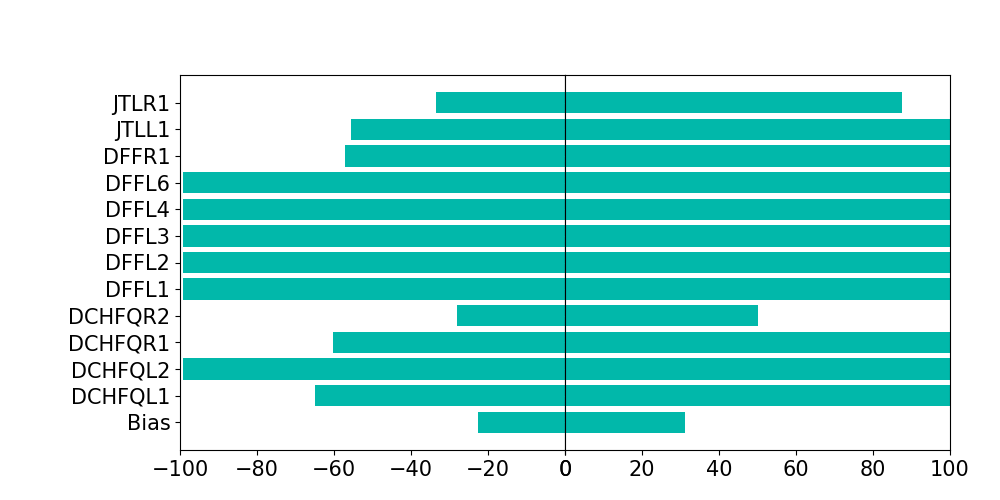 JTLR1
JTLL1
DFFR1
DFFL6
DFFL4
DFFL3
DFFL2
DFFL1
DCHFQR2
DCHFQR1
DCHFQL2
DCHFQL1
Bias
−100 −80 −60 −40 −20 0 20 40 60 80 100